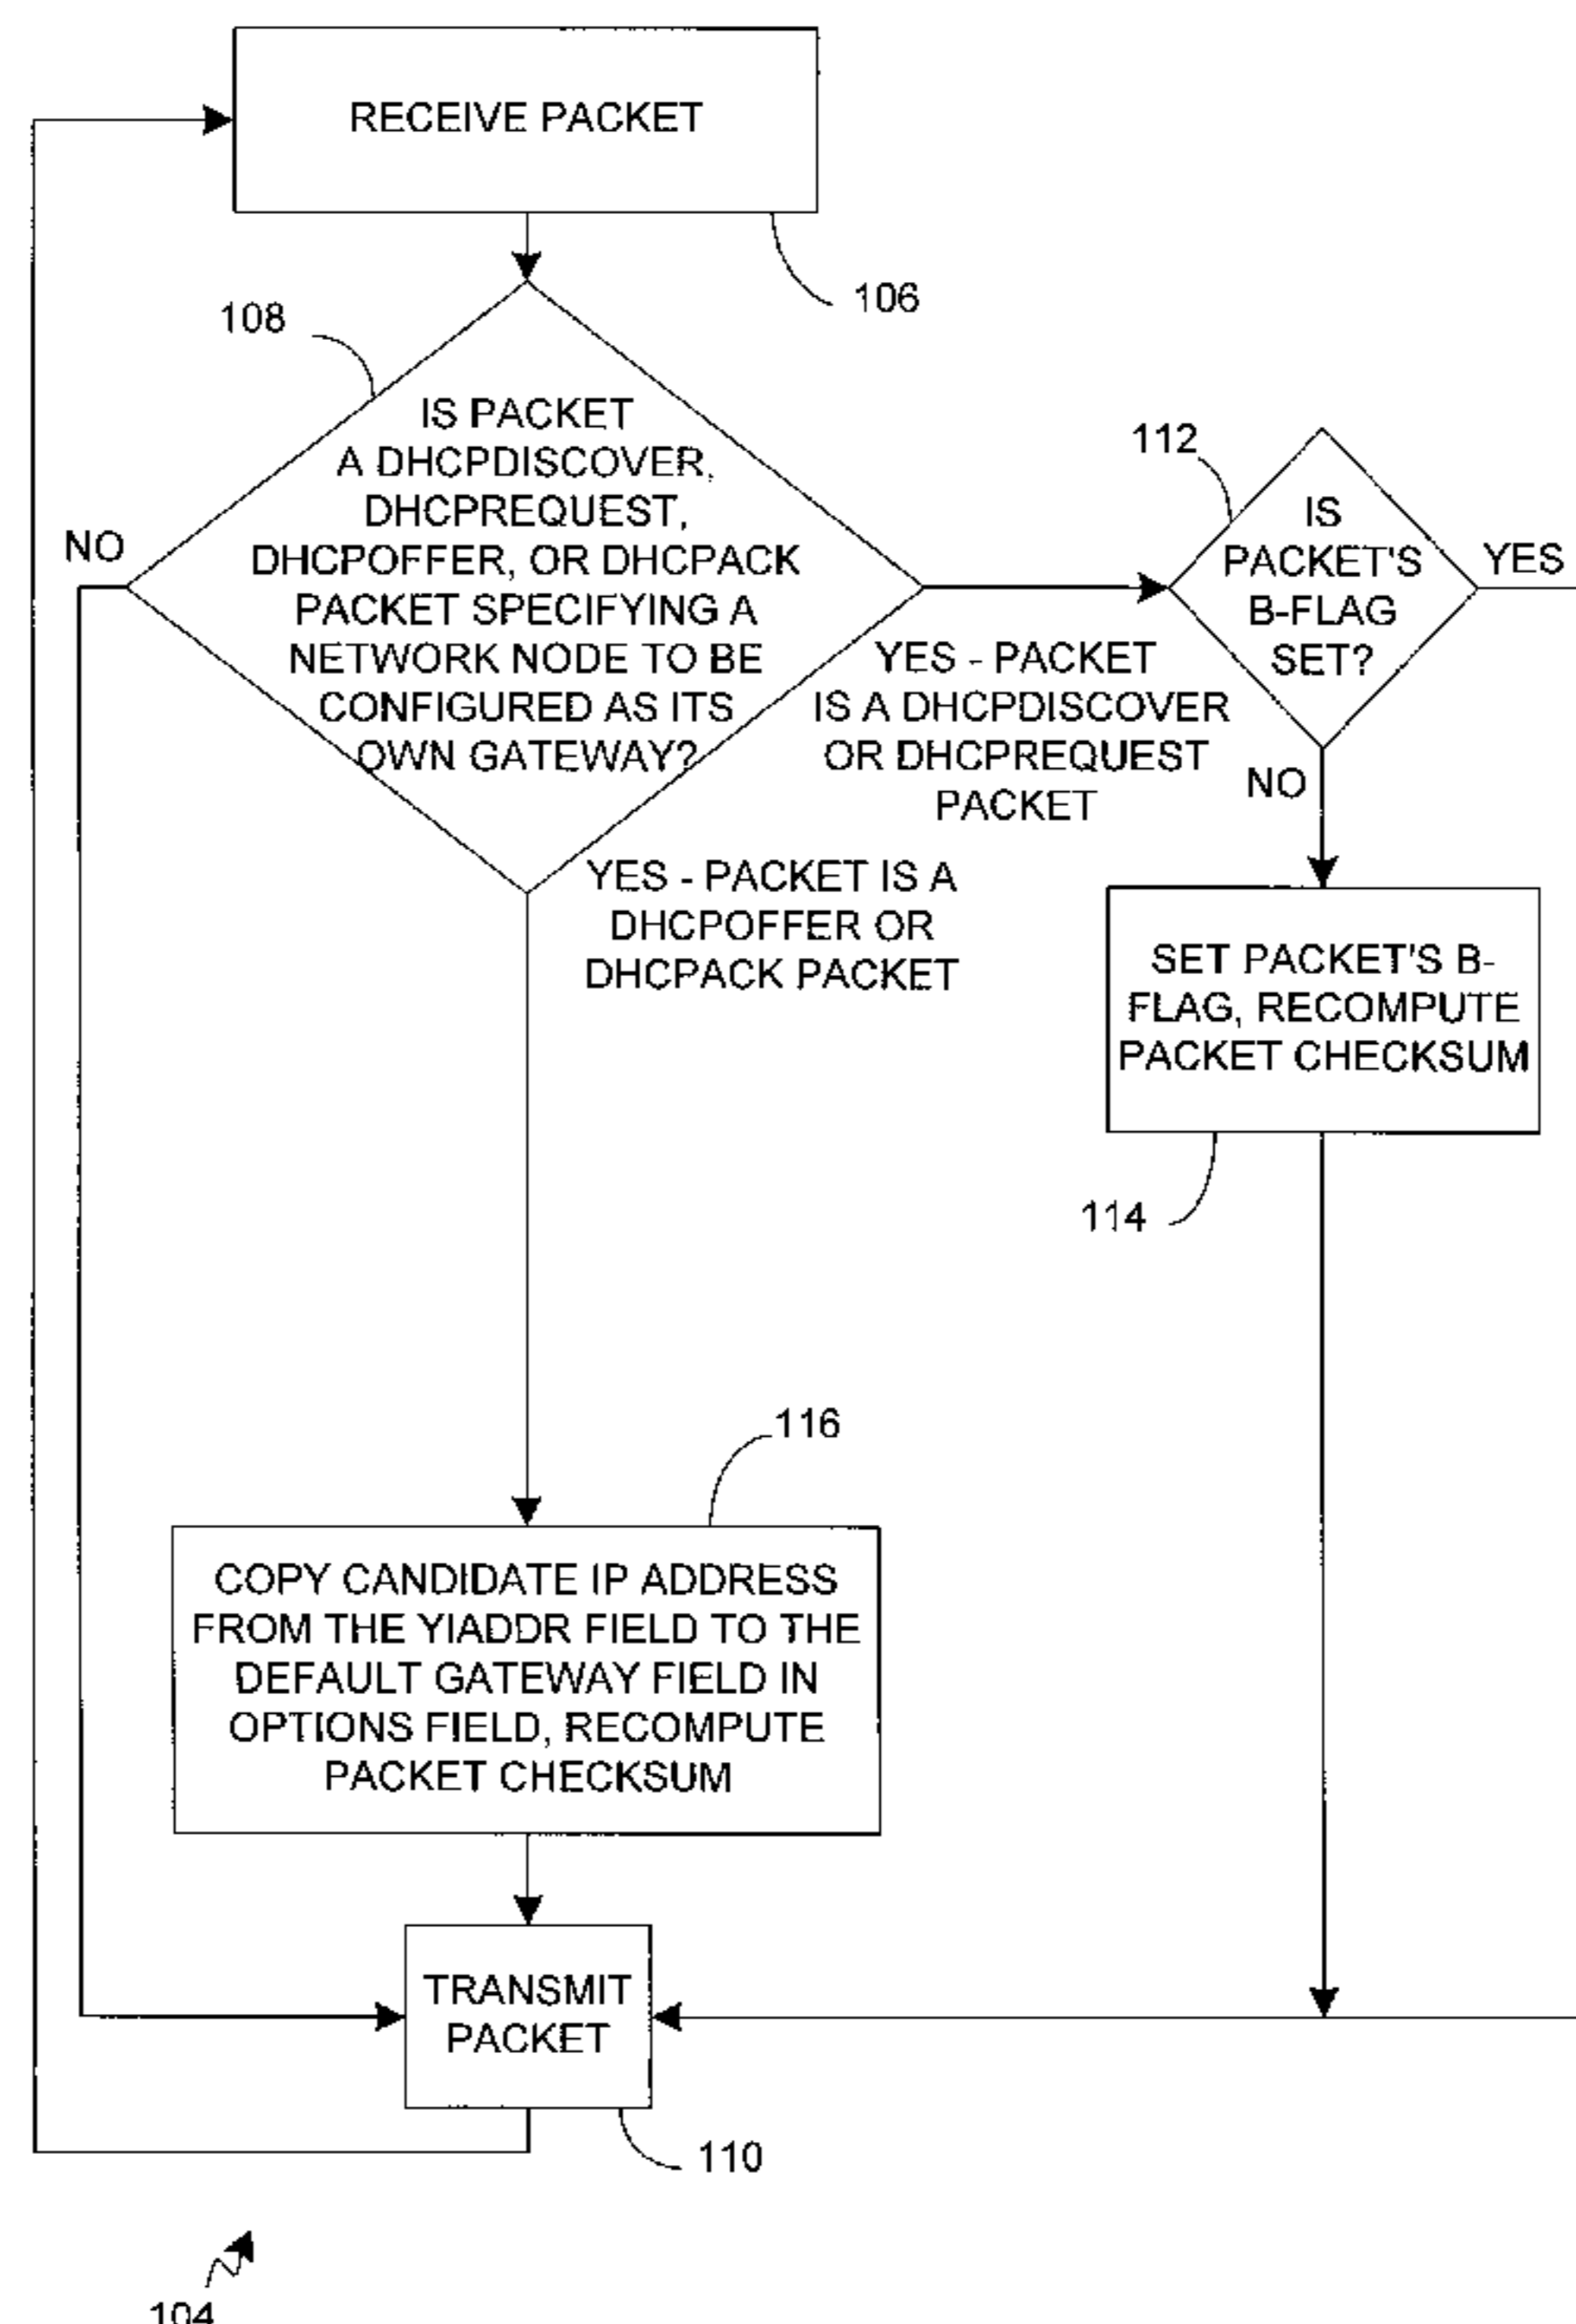 RECEIVE PACKET
106
108
IS PACKET
A DHCPDISCOVER,
DHCPREQUEST,
DHCPOFFER, OR DHCPACK
PACKET SPECIFYING A
NETWORK NODE TO BE
CONFIGURED AS ITS
OWN GATEWAY?
NO
112
IS
PACKET'S
B-FLAG
SET?
YES
YES - PACKET
IS A DHCPDISCOVER
OR DHCPREQUEST
PACKET
NO
YES - PACKET IS A
DHCPOFFER OR
DHCPACK PACKET
SET PACKET'S B-
FLAG, RECOMPUTE
PACKET CHECKSUM
114
116
COPY CANDIDATE IP ADDRESS
FROM THE YIADDR FIELD TO THE
DEFAULT GATEWAY FIELD IN
OPTIONS FIELD, RECOMPUTE
PACKET CHECKSUM
TRANSMIT
PACKET
110
104